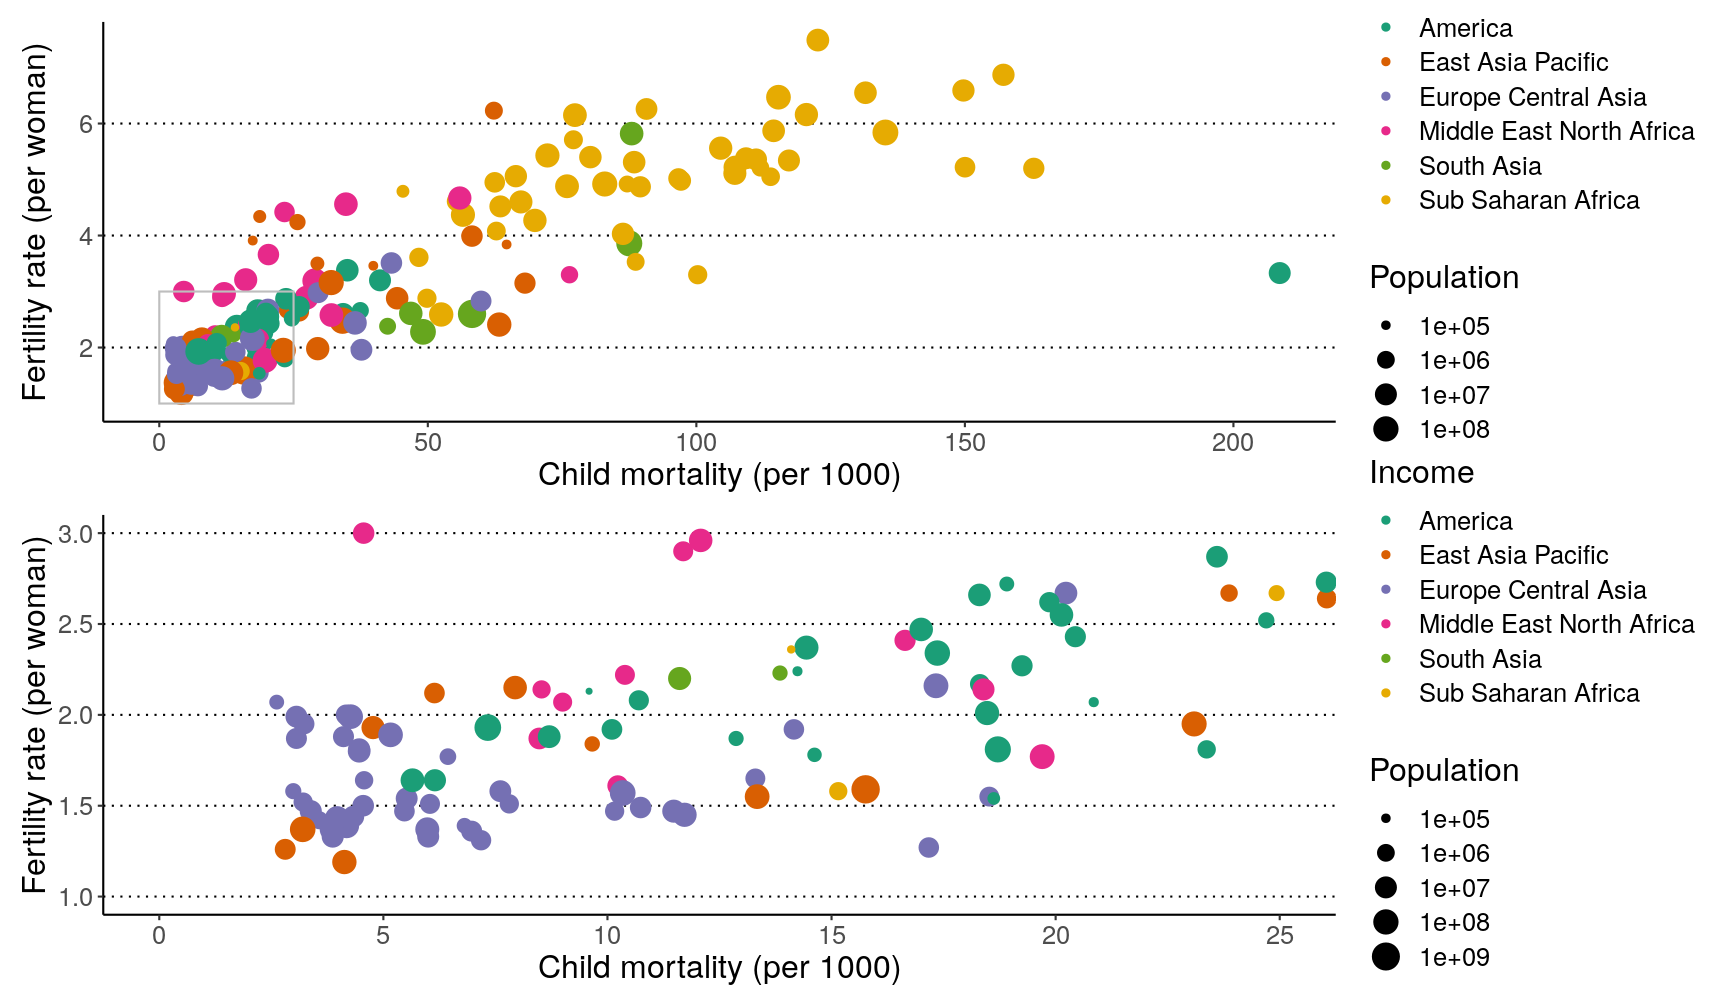 Fertility rate (per woman)
6
4
2
0 50 100 150 200
Child mortality (per 1000)
America
East Asia Pacific
Europe Central Asia
Middle East North Africa
South Asia
Sub Saharan Africa
Population
1e+05
1e+06
1e+07
1e+08
Fertility rate (per woman)
3.0
2.5
2.0
1.5
1.0
0 5 10 15 20 25
Child mortality (per 1000)
Income
America
East Asia Pacific
Europe Central Asia
Middle East North Africa
South Asia
Sub Saharan Africa
Population
1e+05
1e+06
1e+07
1e+08
1e+09